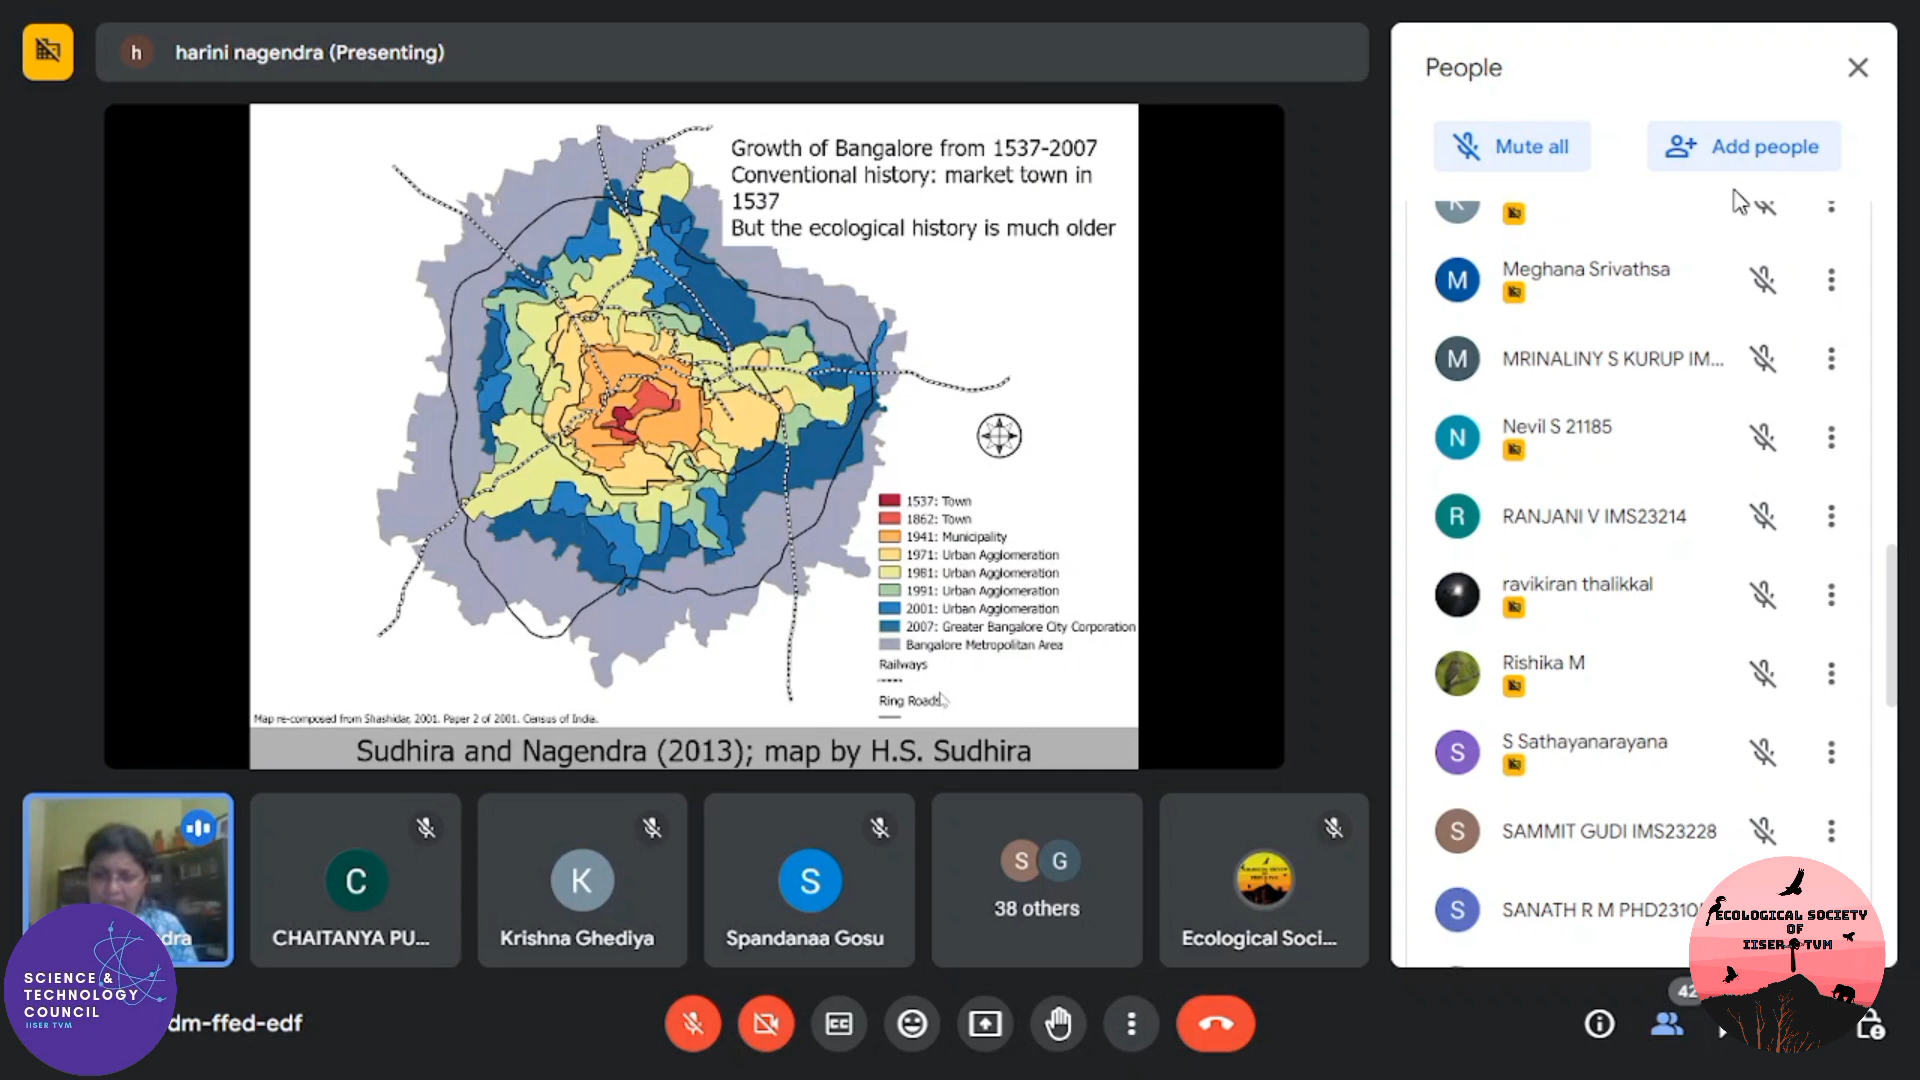 h
harini nagendra (Presenting)
Growth of Bangalore from 1537-2007
Conventional history: market town in
1537
But the ecological history is much older
1537: Town
1862: Town
1941: Municipality
1971: Urban Agglomeration
1981: Urban Agglomeration
1991: Urban Agglomeration
2001: Urban Agglomeration
2007: Greater Bangalore City Corporation
Bangalore Metropolitan Area
Railways
Ring Roads
Map re-composed from Shashidar, 2001. Paper 2 of 2001. Census of India.
Sudhira and Nagendra (2013); map by H.S. Sudhira
People
Mute all
Add people
K
M
Meghana Srivathsa
M
MRINALINY S KURUP IM...
N
Nevil S 21185
R
RANJANI V IMS23214
ravikiran thalikkal
Rishika M
S
S Sathayanarayana
S
SAMMIT GUDI IMS23228
S
SANATH R M PHD2310
dra
C
CHAITANYA PU...
K
Krishna Ghediya
S
Spandanaa Gosu
S G
38 others
Ecological Soci...
SCIENCE &
TECHNOLOGY
COUNCIL
IISER TVM
dm-ffed-edf
CC
42
ECOLOGICAL SOCIETY
OF
IISER TVM